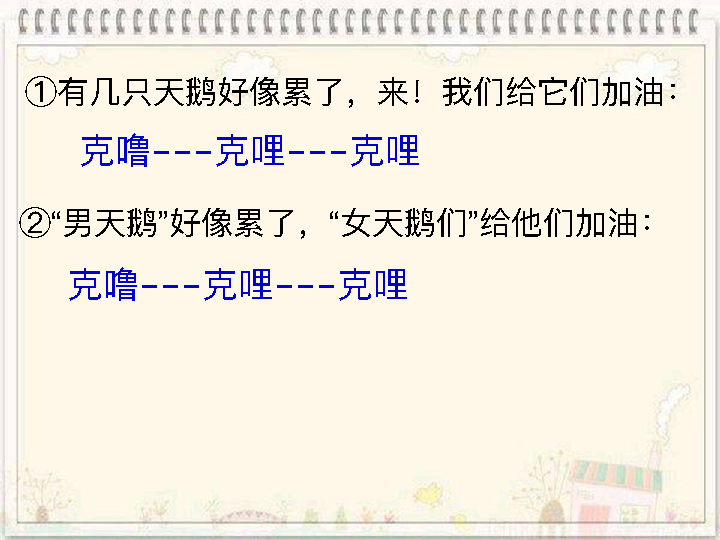 ①有几只天鹅好像累了，来！我们给它们加油：
克噜---克哩---克哩
②“男天鹅”好像累了，“女天鹅们”给他们加油：
克噜---克哩---克哩